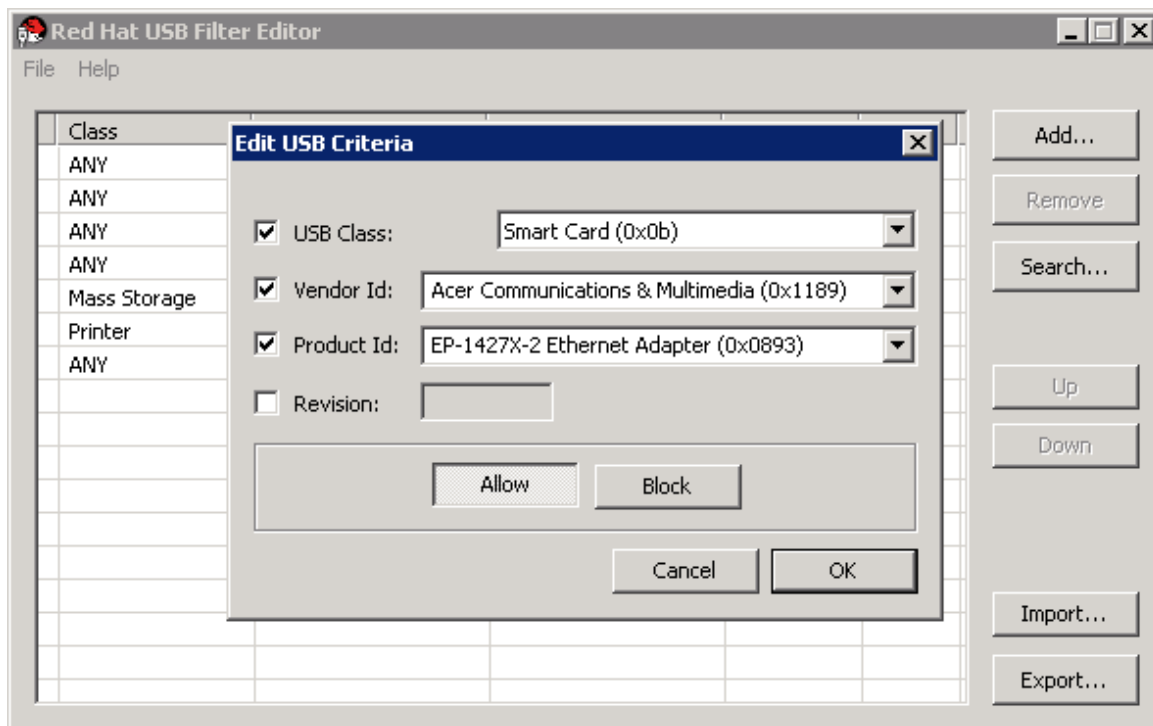 Red Hat USB Filter Editor
File Help
Class
Edit USB Criteria
Add...
ANY
ANY
Remove
ANY
USB Class: Smart Card (0x0b)
ANY
Search...
Mass Storage
Vendor Id: Acer Communications & Multimedia (0x1189)
Printer
Product Id: EP-1427X-2 Ethernet Adapter (0x0893)
ANY
Up
Revision:
Down
Allow Block
Cancel OK
Import...
Export...